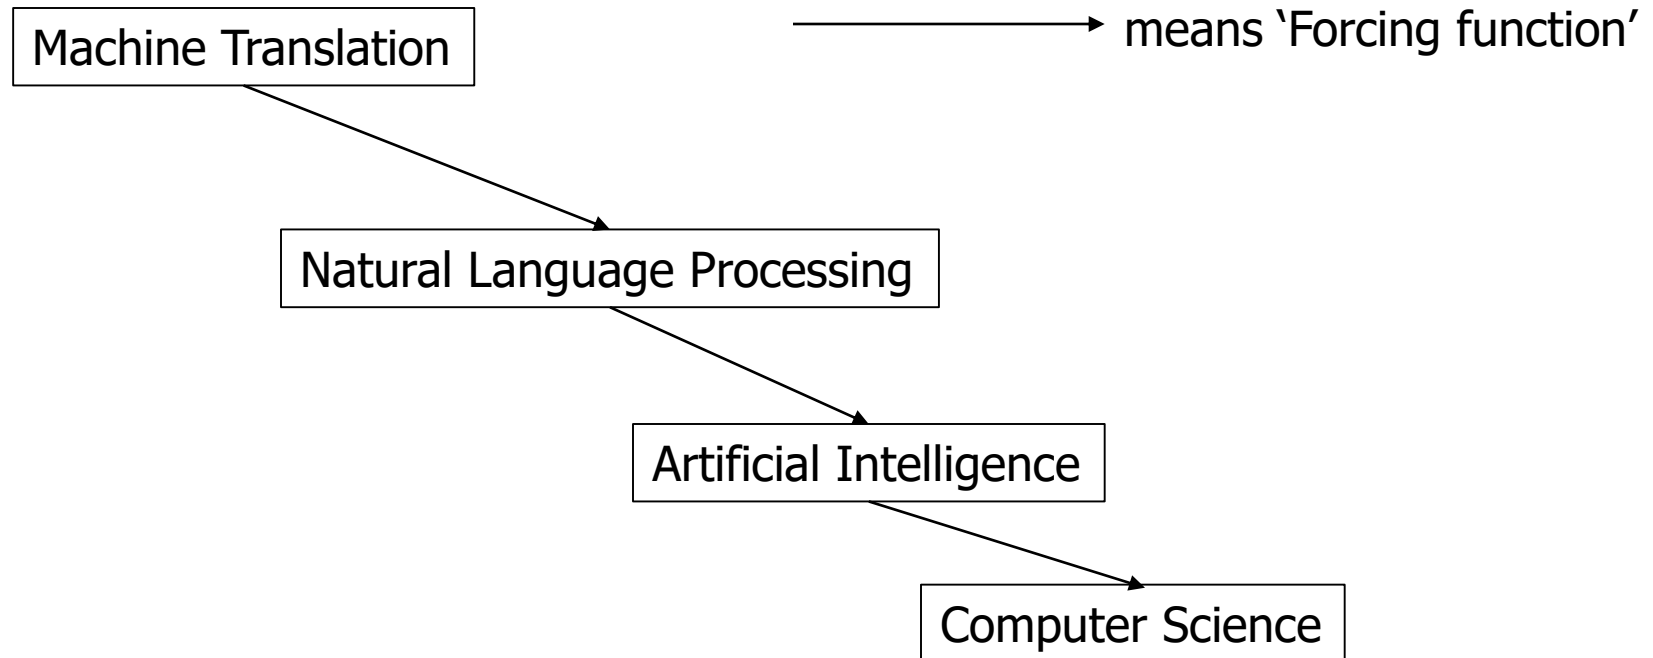 Machine Translation
means ‘Forcing function’
Natural Language Processing
Artificial Intelligence
Computer Science